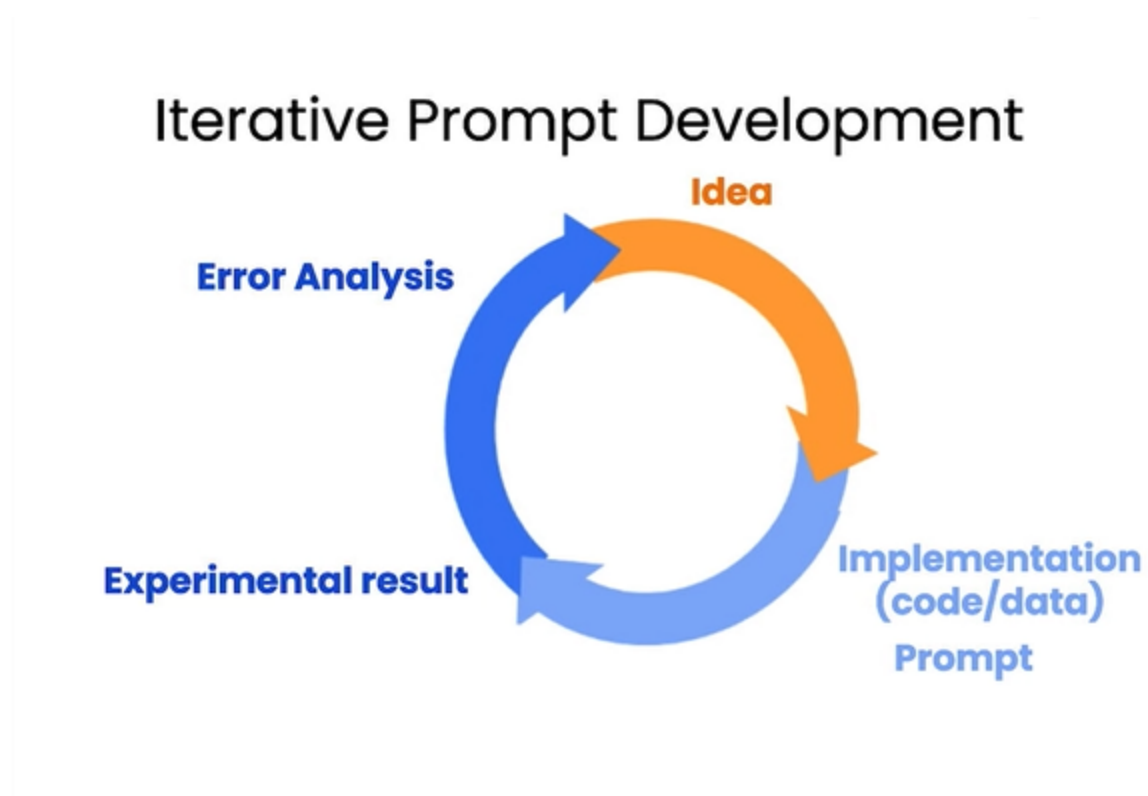 Iterative Prompt Development
Idea
Error Analysis
Implementation
(code/data)
Experimental result
Prompt